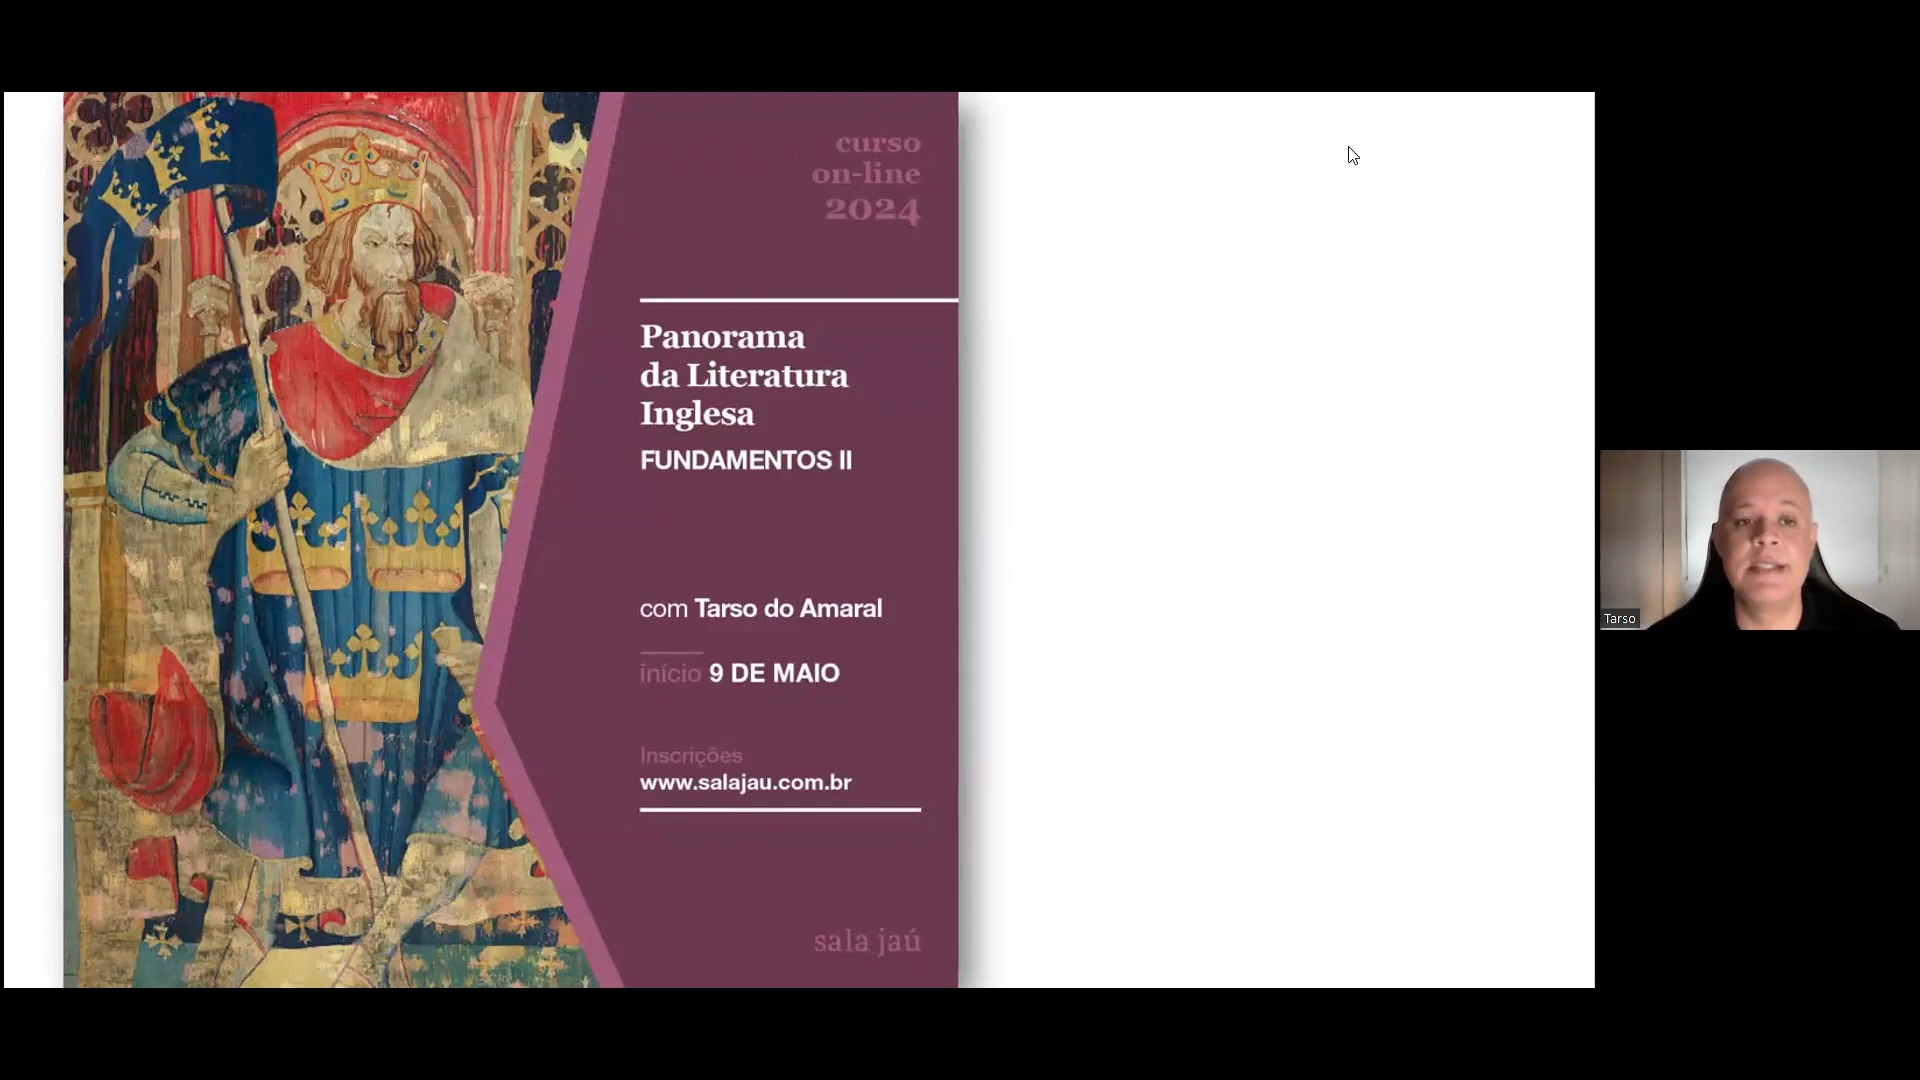 curso
on-line
2024
Panorama
da Literatura
Inglesa
FUNDAMENTOS II
com Tarso do Amaral
início 9 DE MAIO
Inscrições
www.salajau.com.br
sala jaú
Tarso